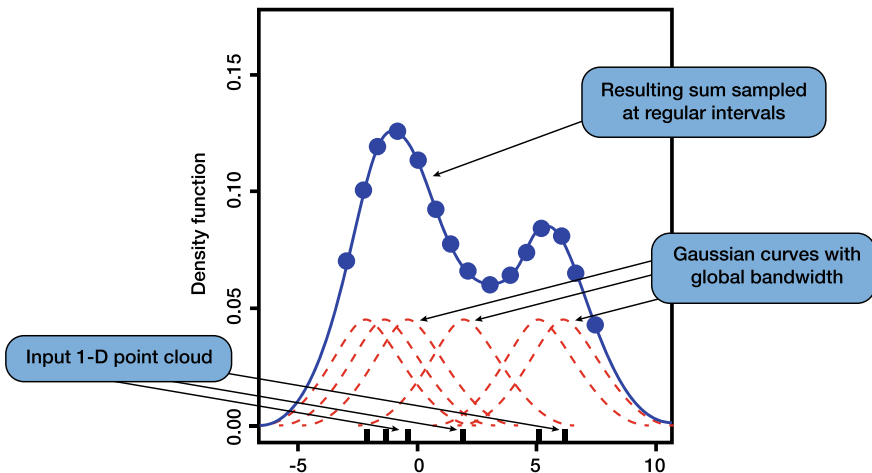 0.15
Resulting sum sampled
at regular intervals
0.10
Density function
Gaussian curves with
global bandwidth
0.05
Input 1-D point cloud
0.00
-5 0 5 10